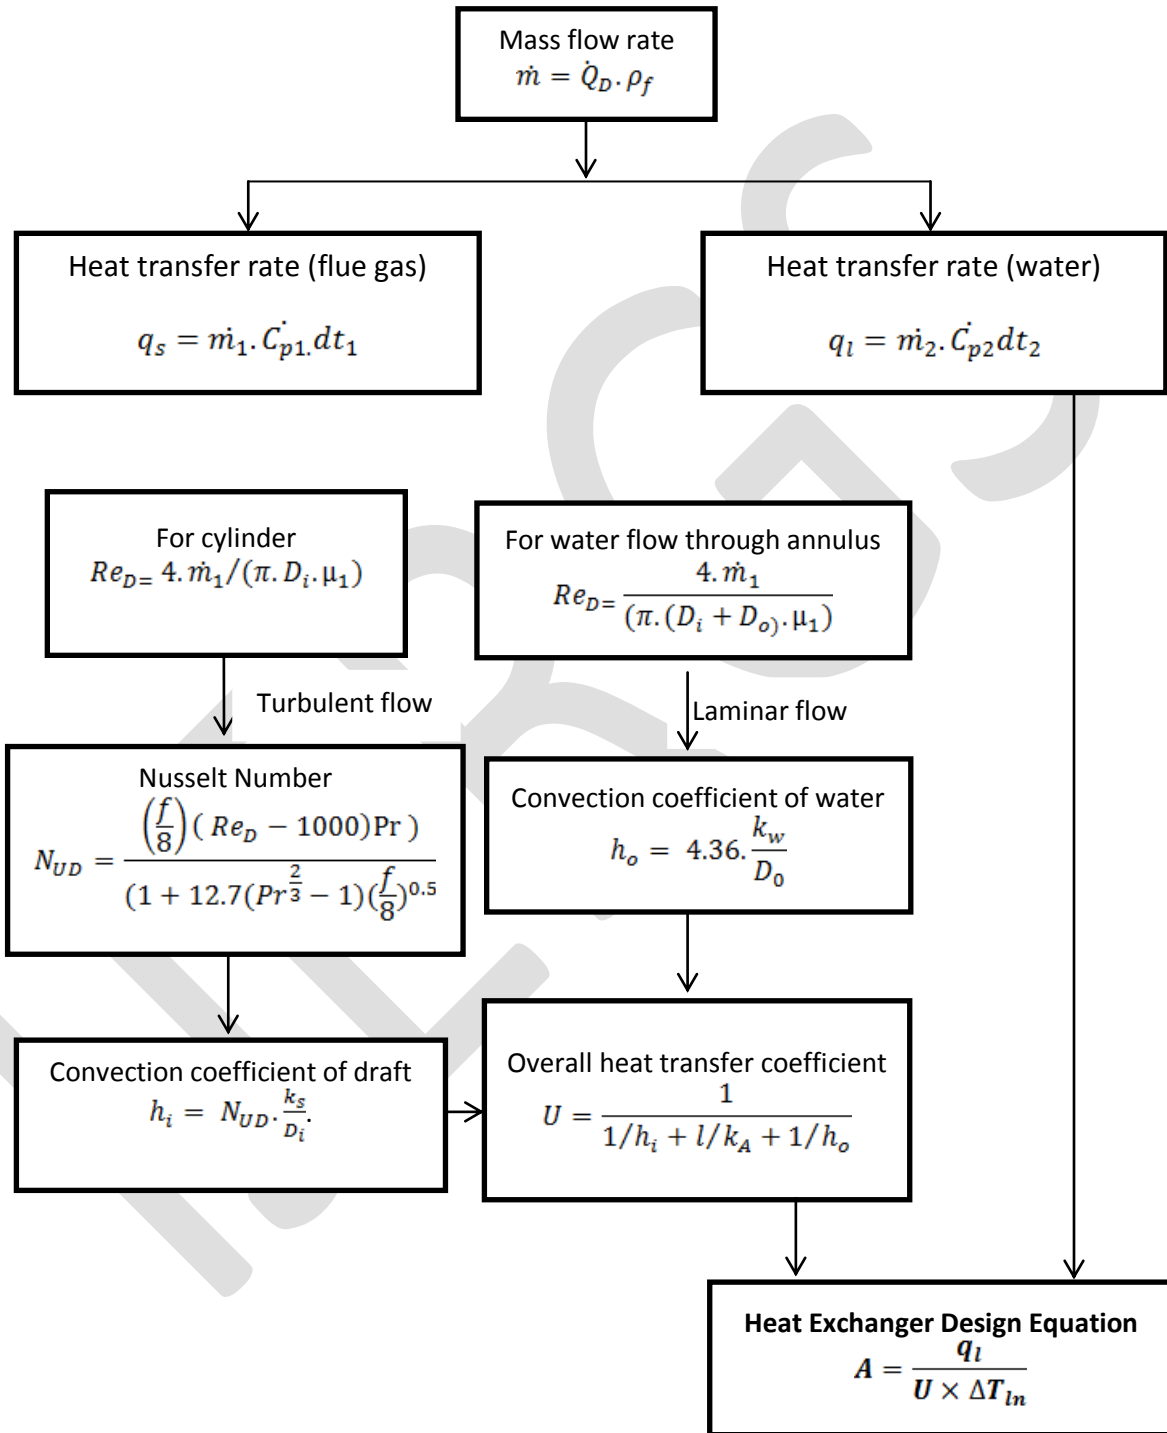 Mass flow rate
ṁ = Q̇_D. ρ_f
Heat transfer rate (flue gas)
q_s = ṁ_1. Ċ_p1. dt_1
Heat transfer rate (water)
q_l = ṁ_2. Ċ_p2 dt_2
For cylinder
Re_D= 4. ṁ_1/(π. D_i. μ_1)
For water flow through annulus
Re_D= 4. ṁ_1 / (π. (D_i + D_o). μ_1)
Turbulent flow
Laminar flow
Nusselt Number
N_UD = (f/8)( Re_D − 1000)Pr ) / (1 + 12.7(Pr^(2/3) − 1)(f/8)^0.5
Convection coefficient of water
h_o = 4.36. k_w/D_0
Convection coefficient of draft
h_i = N_UD. k_s/D_i.
Overall heat transfer coefficient
U = 1 / (1/h_i + l/k_A + 1/h_o)
Heat Exchanger Design Equation
A = q_l / (U × ΔT_ln)